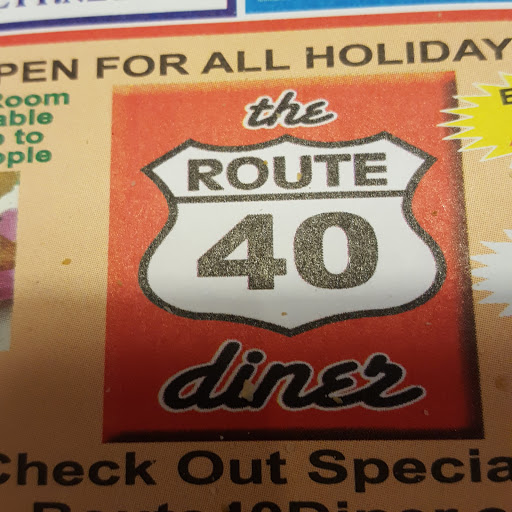 PEN FOR ALL HOLIDAY
Room
able
to
ople
the
ROUTE
40
diner
Check Out Specia